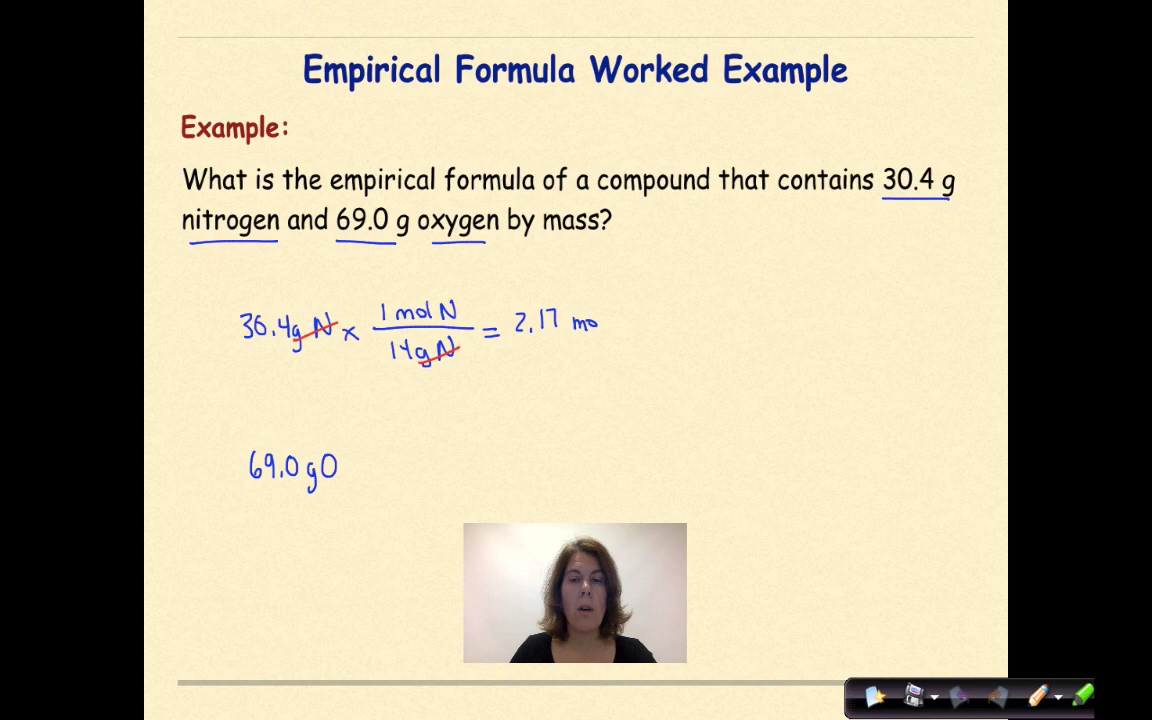 Empirical Formula Worked Example
Example:
What is the empirical formula of a compound that contains 30.4 g
nitrogen and 69.0 g oxygen by mass?
30.4g N x 1 mol N / 14g N = 2.17 mo
69.0 g O